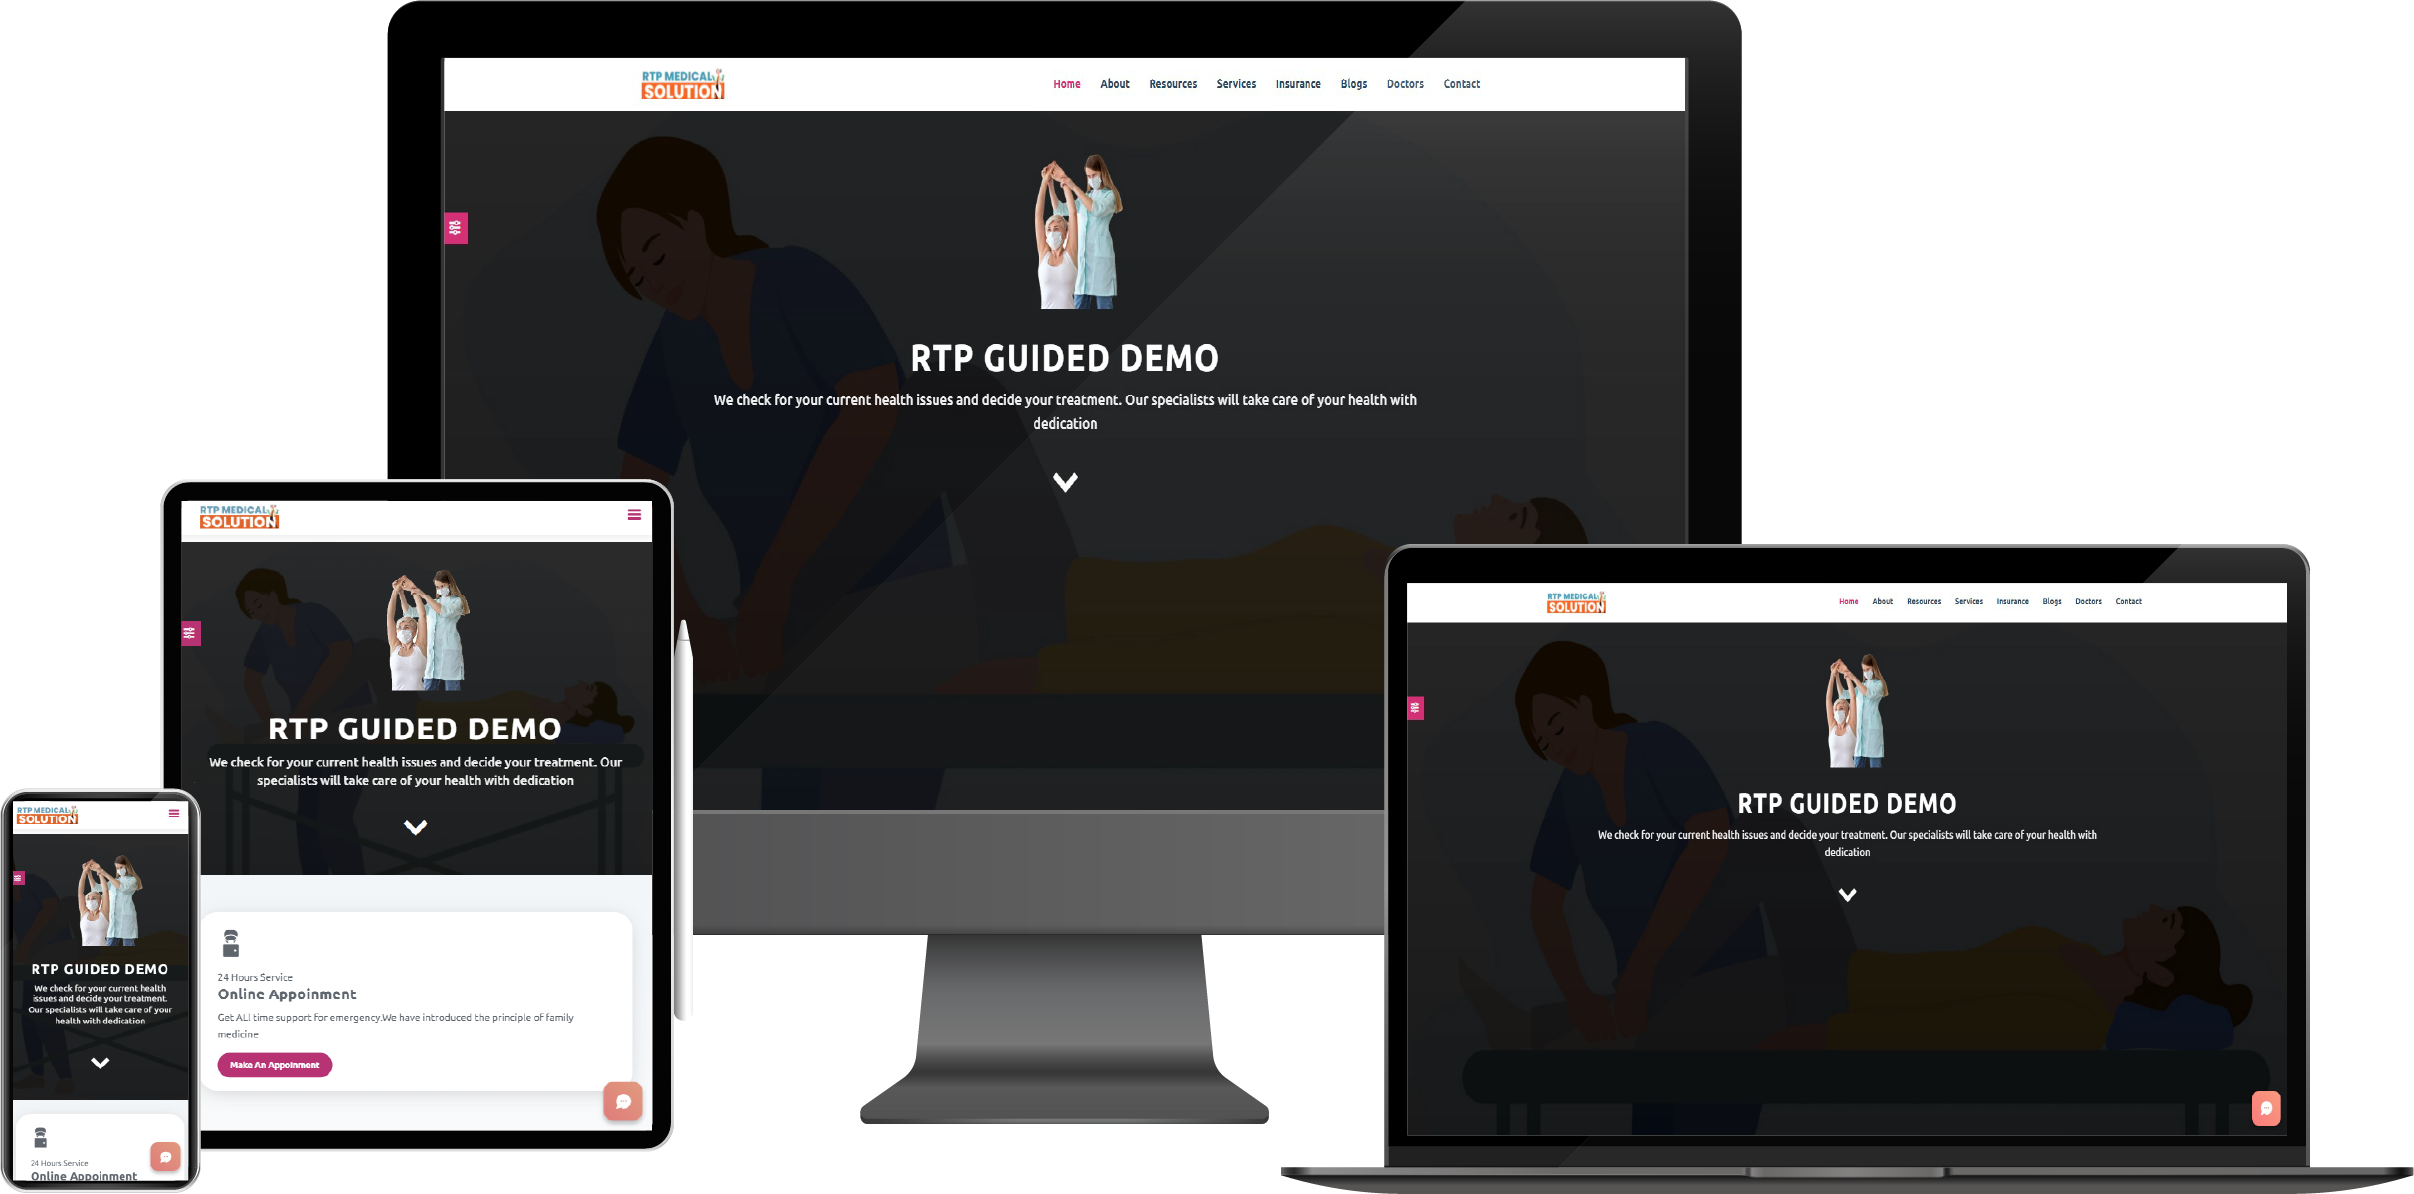 RTP MEDICAL
SOLUTION
Home About Resources Services Insurance Blogs Doctors Contact
RTP GUIDED DEMO
We check for your current health issues and decide your treatment. Our specialists will take care of your health with
dedication
RTP MEDICAL
SOLUTION
RTP GUIDED DEMO
We check for your current health issues and decide your treatment. Our
specialists will take care of your health with dedication
24 Hours Service
Online Appoinment
Get ALl time support for emergency.We have introduced the principle of family
medicine
Make An Appoinment
RTP MEDICAL
SOLUTION
RTP GUIDED DEMO
We check for your current health
issues and decide your treatment.
Our specialists will take care of your
health with dedication
24 Hours Service
Online Appoinment
RTP MEDICAL
SOLUTION
Home About Resources Services Insurance Blogs Doctors Contact
RTP GUIDED DEMO
We check for your current health issues and decide your treatment. Our specialists will take care of your health with
dedication